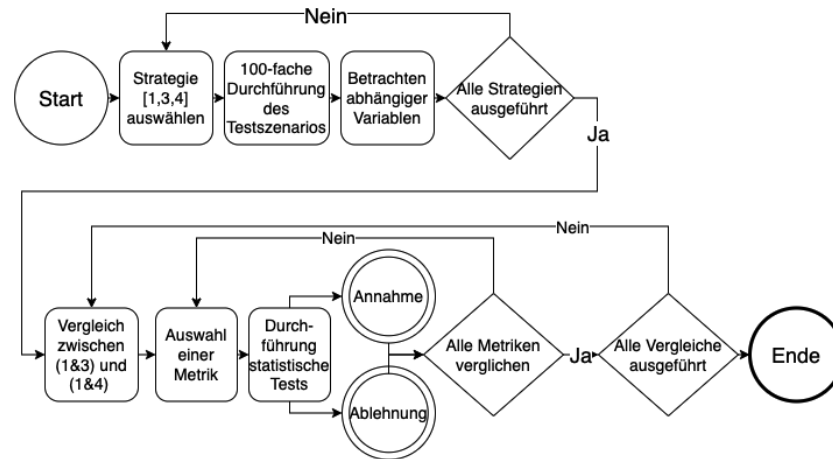 Nein
Start
Strategie
[1,3,4]
auswählen
100-fache
Durchführung
des
Testszenarios
Betrachten
abhängiger
Variablen
Alle Strategien
ausgeführt
Ja
Nein
Nein
Vergleich
zwischen
(1&3) und
(1&4)
Auswahl
einer
Metrik
Durch-
führung
statistische
Tests
Annahme
Ablehnung
Alle Metriken
verglichen
Ja
Alle Vergleiche
ausgeführt
Ende